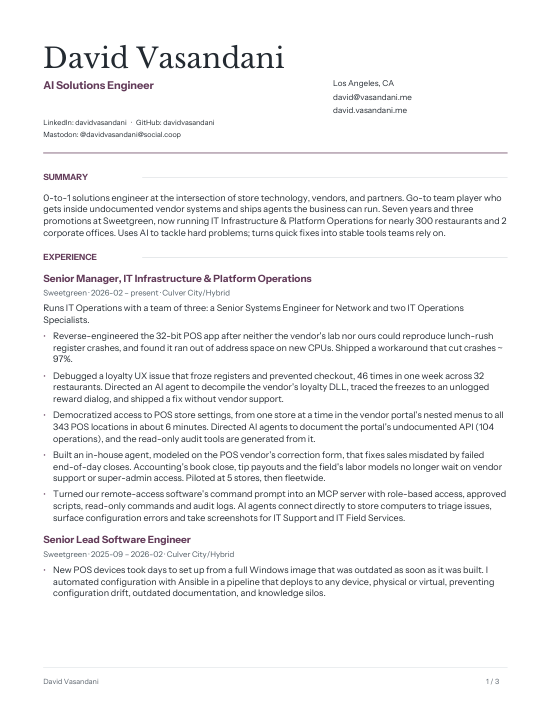 David Vasandani
AI Solutions Engineer
Los Angeles, CA
david@vasandani.me
david.vasandani.me
LinkedIn: davidvasandani · GitHub: davidvasandani
Mastodon: @davidvasandani@social.coop
SUMMARY
0-to-1 solutions engineer at the intersection of store technology, vendors, and partners. Go-to team player who
gets inside undocumented vendor systems and ships agents the business can run. Seven years and three
promotions at Sweetgreen, now running IT Infrastructure & Platform Operations for nearly 300 restaurants and 2
corporate offices. Uses AI to tackle hard problems; turns quick fixes into stable tools teams rely on.
EXPERIENCE
Senior Manager, IT Infrastructure & Platform Operations
Sweetgreen · 2026-02 – present · Culver City/Hybrid
Runs IT Operations with a team of three: a Senior Systems Engineer for Network and two IT Operations
Specialists.
· Reverse-engineered the 32-bit POS app after neither the vendor's lab nor ours could reproduce lunch-rush
register crashes, and found it ran out of address space on new CPUs. Shipped a workaround that cut crashes ~
97%.
· Debugged a loyalty UX issue that froze registers and prevented checkout, 46 times in one week across 32
restaurants. Directed an AI agent to decompile the vendor's loyalty DLL, traced the freezes to an unlogged
reward dialog, and shipped a fix without vendor support.
· Democratized access to POS store settings, from one store at a time in the vendor portal's nested menus to all
343 POS locations in about 6 minutes. Directed AI agents to document the portal's undocumented API (104
operations), and the read-only audit tools are generated from it.
· Built an in-house agent, modeled on the POS vendor's correction form, that fixes sales misdated by failed
end-of-day closes. Accounting's book close, tip payouts and the field's labor models no longer wait on vendor
support or super-admin access. Piloted at 5 stores, then fleetwide.
· Turned our remote-access software's command prompt into an MCP server with role-based access, approved
scripts, read-only commands and audit logs. AI agents connect directly to store computers to triage issues,
surface configuration errors and take screenshots for IT Support and IT Field Services.
Senior Lead Software Engineer
Sweetgreen · 2025-09 – 2026-02 · Culver City/Hybrid
· New POS devices took days to set up from a full Windows image that was outdated as soon as it was built. I
automated configuration with Ansible in a pipeline that deploys to any device, physical or virtual, preventing
configuration drift, outdated documentation, and knowledge silos.
David Vasandani
1 / 3